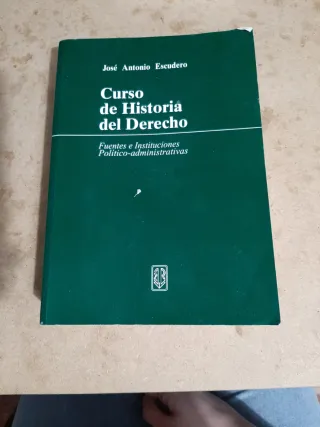 José Antonio Escudero
Curso
de Historia
del Derecho
Fuentes e Instituciones
Político-administrativas